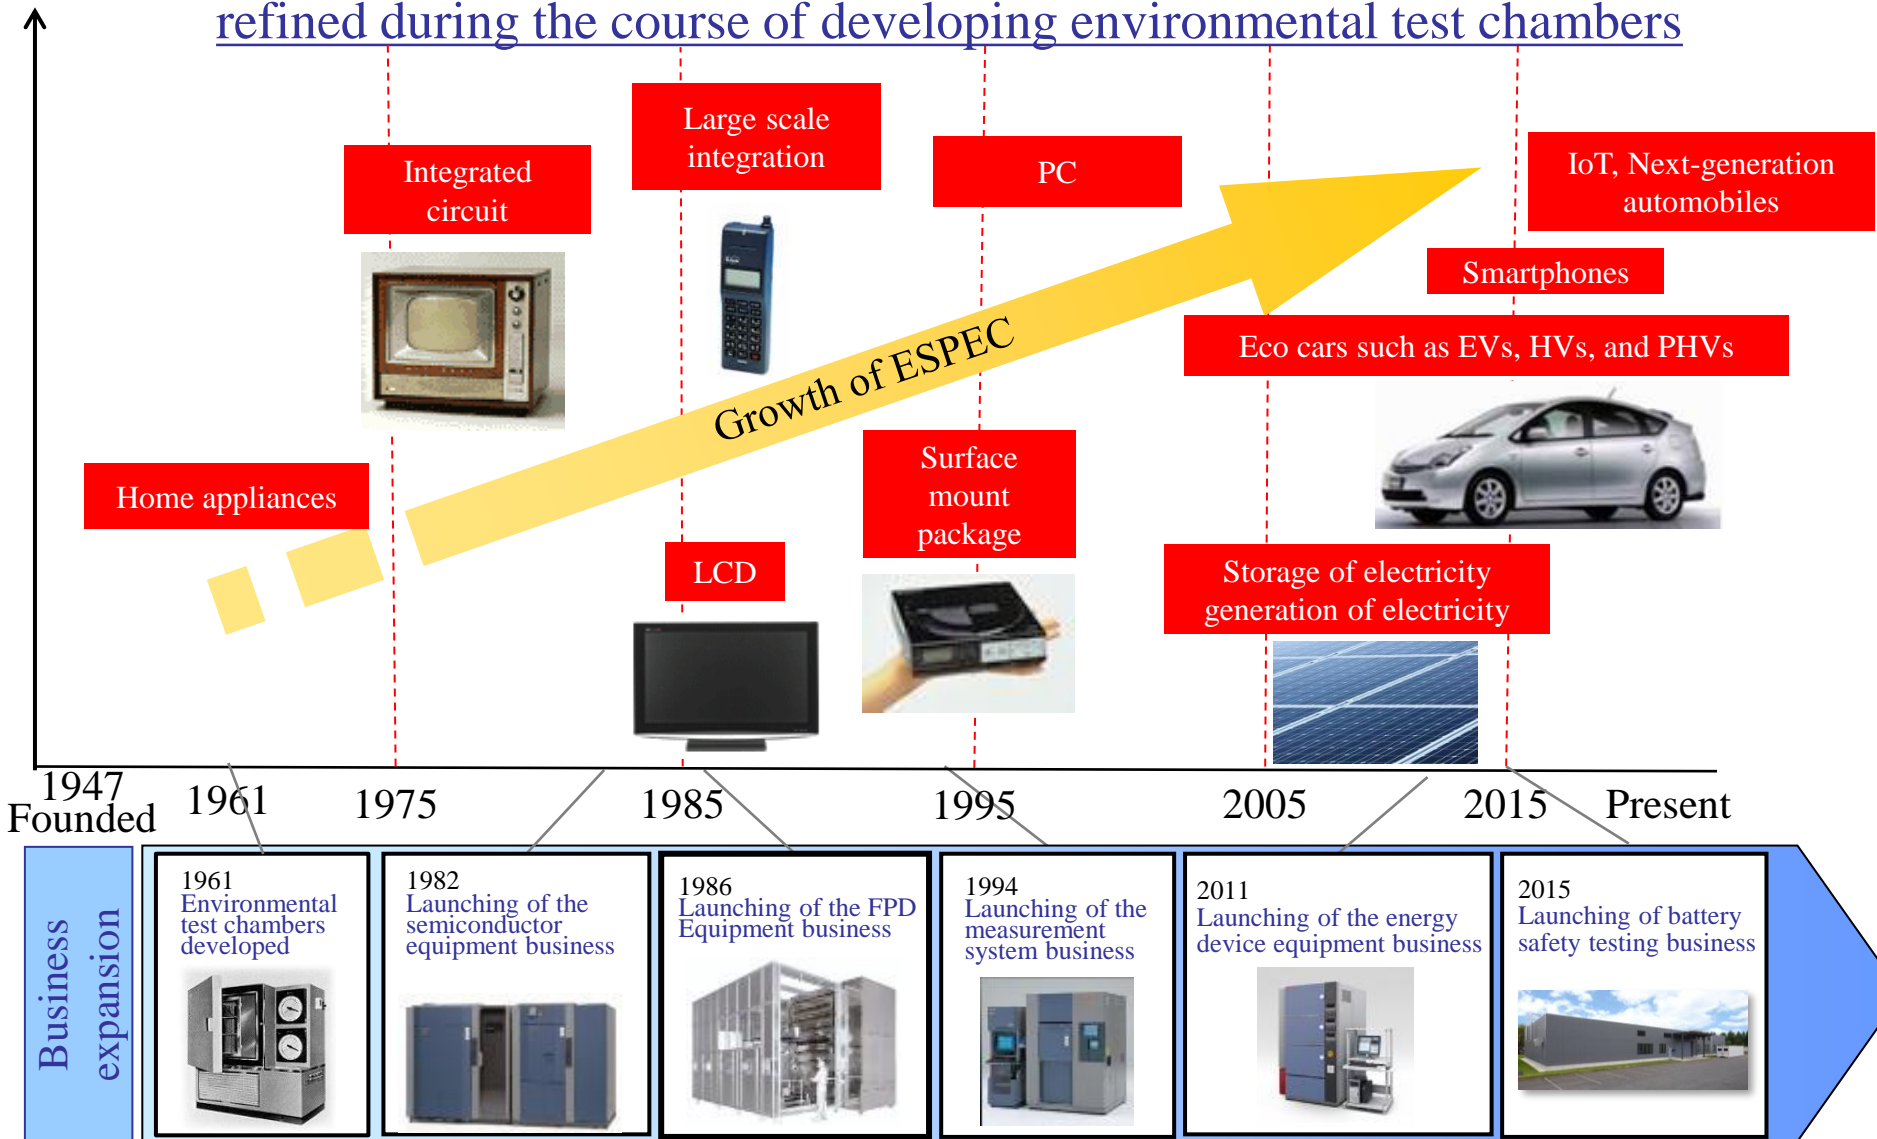 refined during the course of developing environmental test chambers
Large scale
integration
Integrated
circuit
PC
IoT, Next-generation
automobiles
Smartphones
Eco cars such as EVs, HVs, and PHVs
Growth of ESPEC
Home appliances
Surface
mount
package
LCD
Storage of electricity
generation of electricity
1947
Founded
1961
1975
1985
1995
2005
2015
Present
Business
expansion
1961
Environmental
test chambers
developed
1982
Launching of the
semiconductor
equipment business
1986
Launching of the FPD
Equipment business
1994
Launching of the
measurement
system business
2011
Launching of the energy
device equipment business
2015
Launching of battery
safety testing business